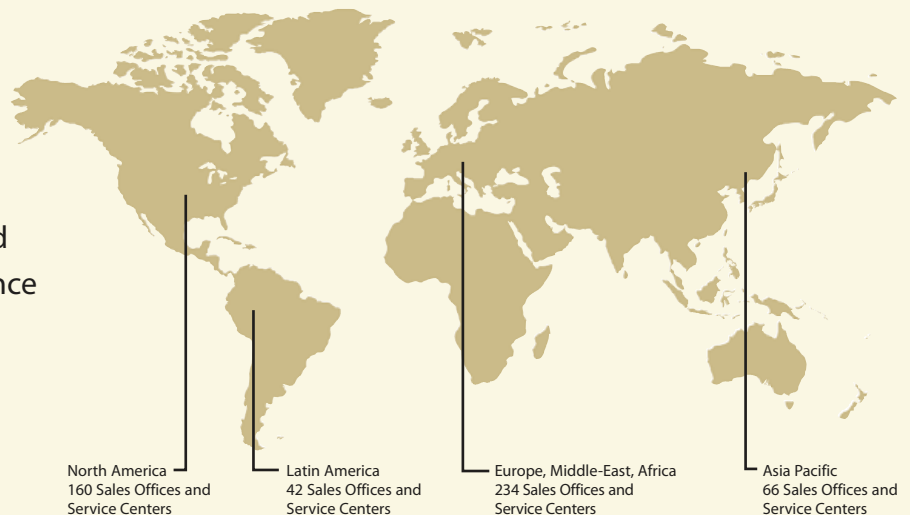 North America
160 Sales Offices and
Service Centers
Latin America
42 Sales Offices and
Service Centers
Europe, Middle-East, Africa
234 Sales Offices and
Service Centers
Asia Pacific
66 Sales Offices and
Service Centers